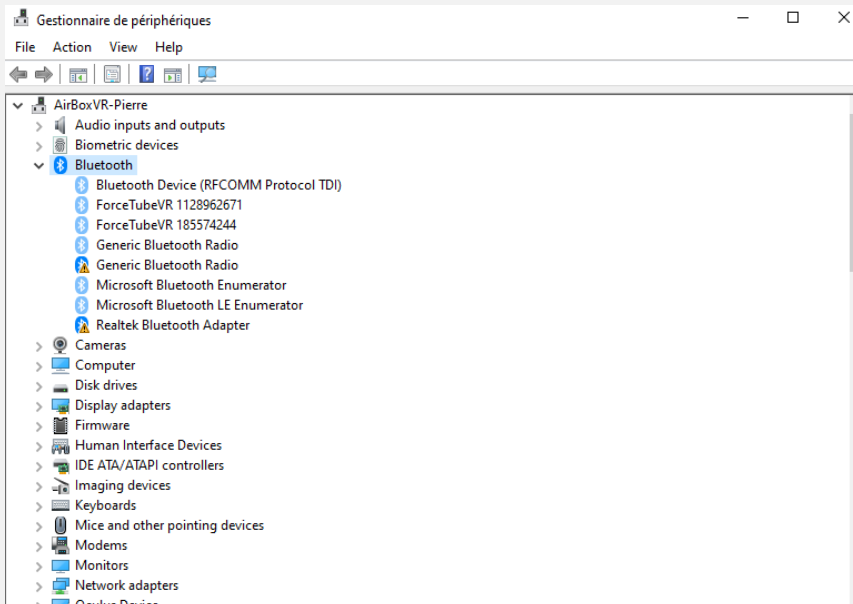 Gestionnaire de périphériques
File Action View Help
AirBoxVR-Pierre
Audio inputs and outputs
Biometric devices
Bluetooth
Bluetooth Device (RFCOMM Protocol TDI)
ForceTubeVR 1128962671
ForceTubeVR 185574244
Generic Bluetooth Radio
Generic Bluetooth Radio
Microsoft Bluetooth Enumerator
Microsoft Bluetooth LE Enumerator
Realtek Bluetooth Adapter
Cameras
Computer
Disk drives
Display adapters
Firmware
Human Interface Devices
IDE ATA/ATAPI controllers
Imaging devices
Keyboards
Mice and other pointing devices
Modems
Monitors
Network adapters
Oculus Device